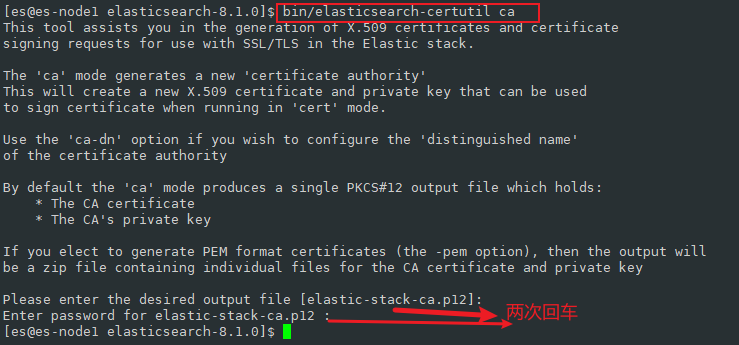 [es@es-node1 elasticsearch-8.1.0]$ bin/elasticsearch-certutil ca
This tool assists you in the generation of X.509 certificates and certificate
signing requests for use with SSL/TLS in the Elastic stack.
The 'ca' mode generates a new 'certificate authority'
This will create a new X.509 certificate and private key that can be used
to sign certificate when running in 'cert' mode.
Use the 'ca-dn' option if you wish to configure the 'distinguished name'
of the certificate authority
By default the 'ca' mode produces a single PKCS#12 output file which holds:
* The CA certificate
* The CA's private key
If you elect to generate PEM format certificates (the -pem option), then the output will
be a zip file containing individual files for the CA certificate and private key
Please enter the desired output file [elastic-stack-ca.p12]:
两次回车
Enter password for elastic-stack-ca.p12 :
[es@es-node1 elasticsearch-8.1.0]$